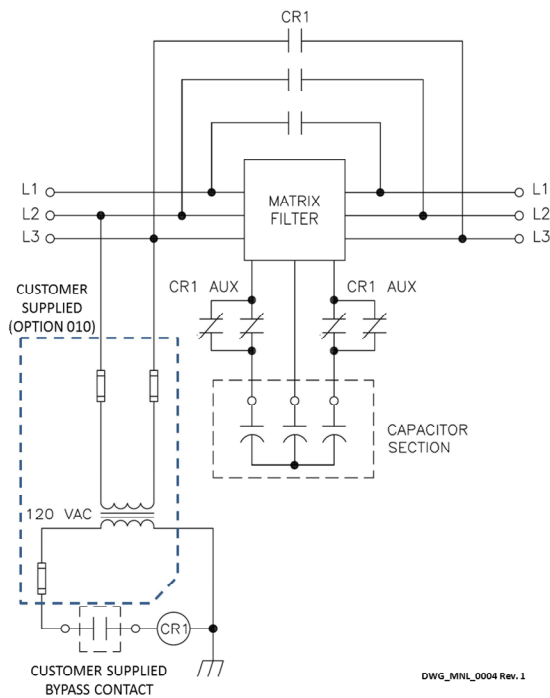 CR1
L1
L2
L3
MATRIX
FILTER
L1
L2
L3
CUSTOMER
SUPPLIED
(OPTION 010)
CR1 AUX
CR1 AUX
CAPACITOR
SECTION
120 VAC
CR1
CUSTOMER SUPPLIED
BYPASS CONTACT
DWG_MNL_0004 Rev. 1